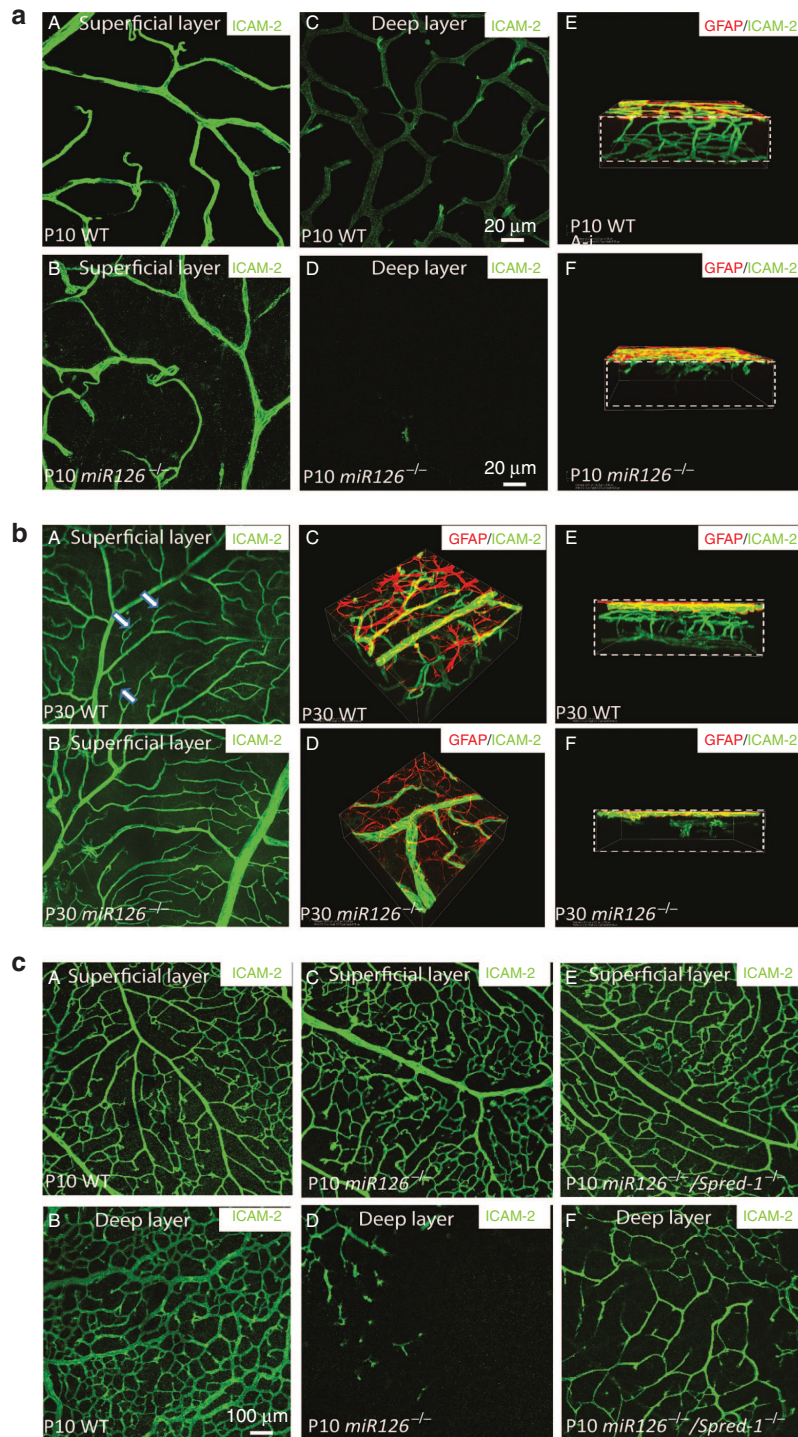 a
A Superficial layer ICAM-2
P10 WT
C Deep layer ICAM-2
P10 WT 20 μm
E GFAP/ICAM-2
P10 WT
B Superficial layer ICAM-2
P10 miR126−/−
D Deep layer ICAM-2
P10 miR126−/− 20 μm
F GFAP/ICAM-2
P10 miR126−/−
b
A Superficial layer ICAM-2
P30 WT
C GFAP/ICAM-2
P30 WT
E GFAP/ICAM-2
P30 WT
B Superficial layer ICAM-2
P30 miR126−/−
D GFAP/ICAM-2
P30 miR126−/−
F GFAP/ICAM-2
P30 miR126−/−
c
A Superficial layer ICAM-2
P10 WT
C Superficial layer ICAM-2
P10 miR126−/−
E Superficial layer ICAM-2
P10 miR126−/−/Spred-1−/−
B Deep layer ICAM-2
P10 WT 100 μm
D Deep layer ICAM-2
P10 miR126−/−
F Deep layer ICAM-2
P10 miR126−/−/Spred-1−/−